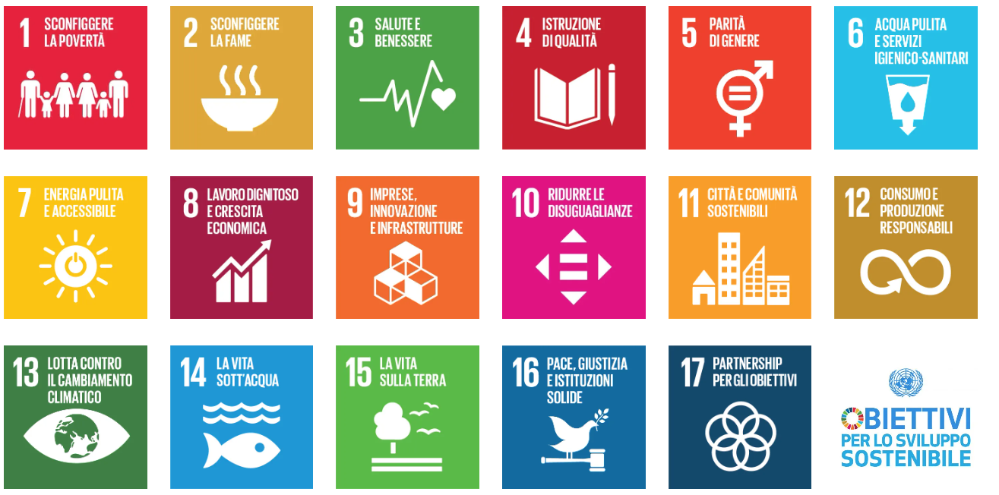 1 SCONFIGGERE
LA POVERTÀ
2 SCONFIGGERE
LA FAME
3 SALUTE E
BENESSERE
4 ISTRUZIONE
DI QUALITÀ
5 PARITÀ
DI GENERE
6 ACQUA PULITA
E SERVIZI
IGIENICO-SANITARI
7 ENERGIA PULITA
E ACCESSIBILE
8 LAVORO DIGNITOSO
E CRESCITA
ECONOMICA
9 IMPRESE,
INNOVAZIONE
E INFRASTRUTTURE
10 RIDURRE LE
DISUGUAGLIANZE
11 CITTÀ E COMUNITÀ
SOSTENIBILI
12 CONSUMO E
PRODUZIONE
RESPONSABILI
13 LOTTA CONTRO
IL CAMBIAMENTO
CLIMATICO
14 LA VITA
SOTT'ACQUA
15 LA VITA
SULLA TERRA
16 PACE, GIUSTIZIA
E ISTITUZIONI
SOLIDE
17 PARTNERSHIP
PER GLI OBIETTIVI
OBIETTIVI
PER LO SVILUPPO
SOSTENIBILE